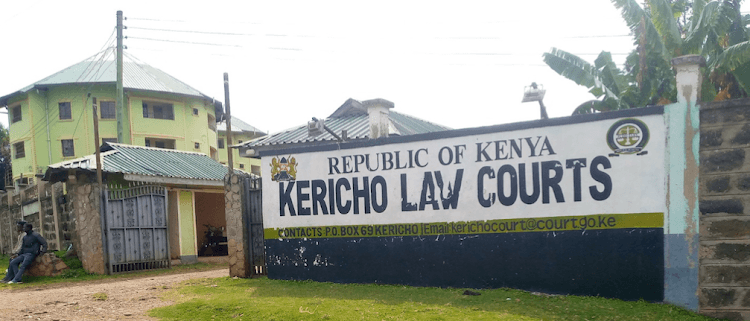 REPUBLIC OF KENYA
KERICHO LAW COURTS
CONTACTS P.O. BOX 69 KERICHO | Email:kerichocourt@court.go.ke